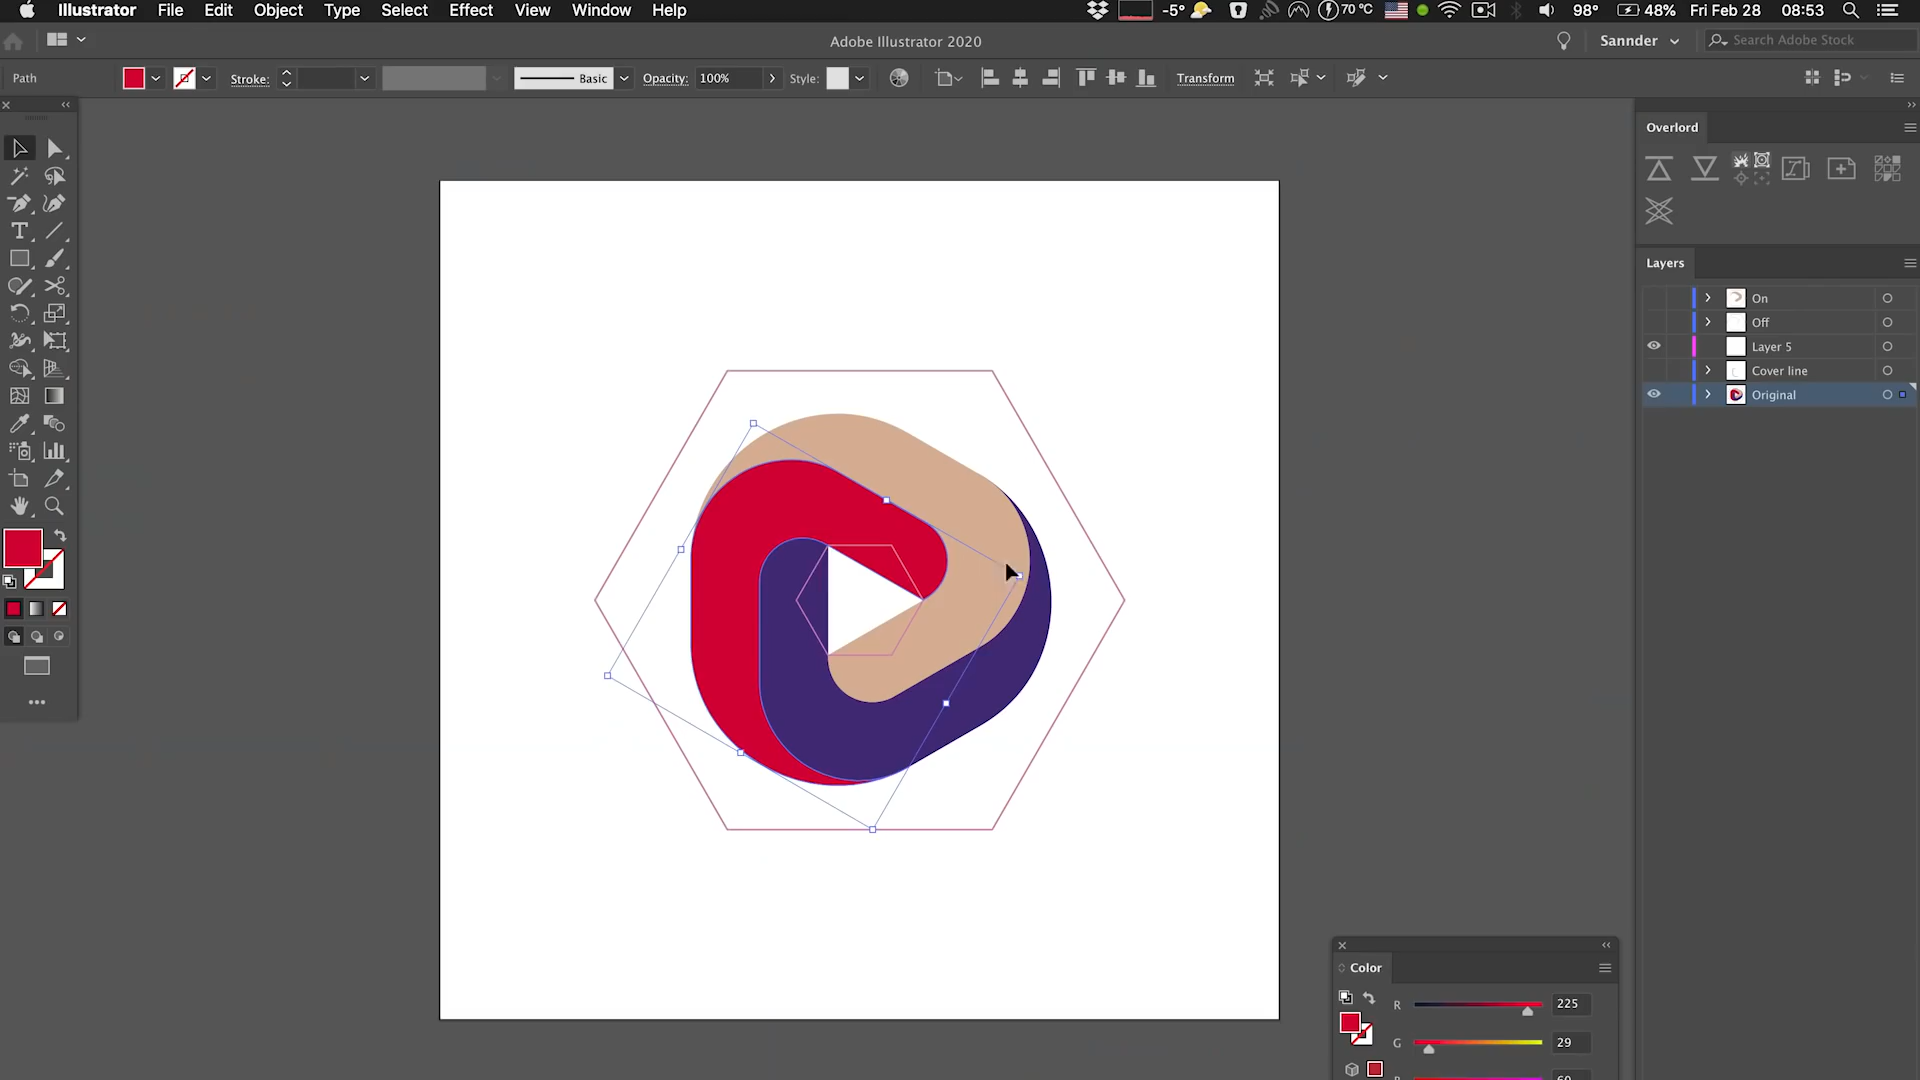 Illustrator File Edit Object Type Select Effect View Window Help -5° 70 °C 98° 48% Fri Feb 28 08:53
Adobe Illustrator 2020 Sannder Search Adobe Stock
Path Stroke: Basic Opacity: 100% Style: Transform
Overlord
Layers
On
Off
Layer 5
Cover line
Original
Color
R 225
G 29